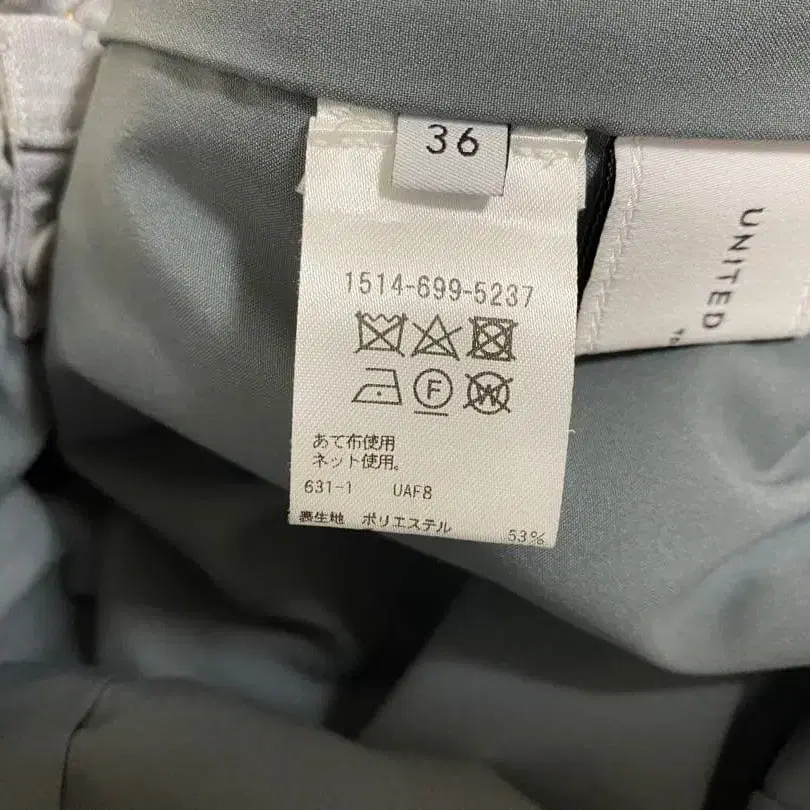 36
1514-699-5237
F
W
あて布使用
ネット使用。
631-1 UAF8
表生地 ポリエステル 53%
UNITED